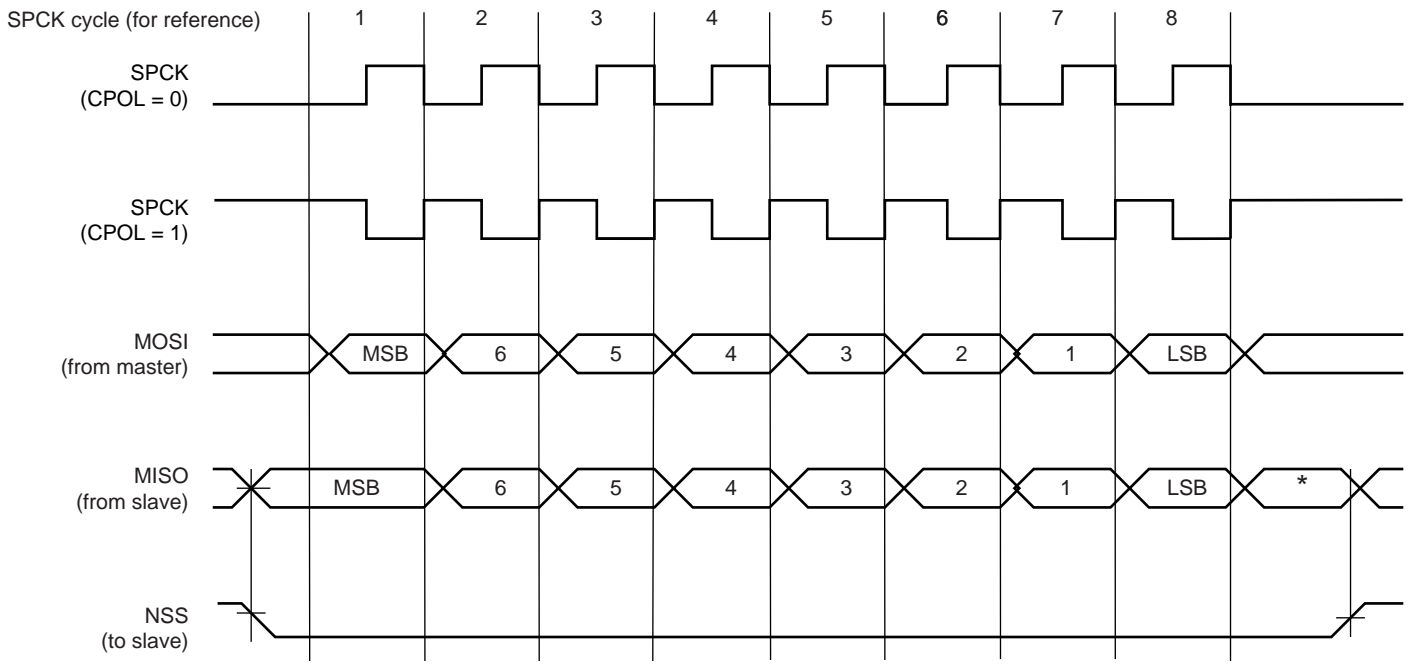 SPCK cycle (for reference) 1 2 3 4 5 6 7 8
SPCK
(CPOL = 0)
SPCK
(CPOL = 1)
MOSI
(from master)
MSB 6 5 4 3 2 1 LSB
MISO
(from slave)
MSB 6 5 4 3 2 1 LSB *
NSS
(to slave)